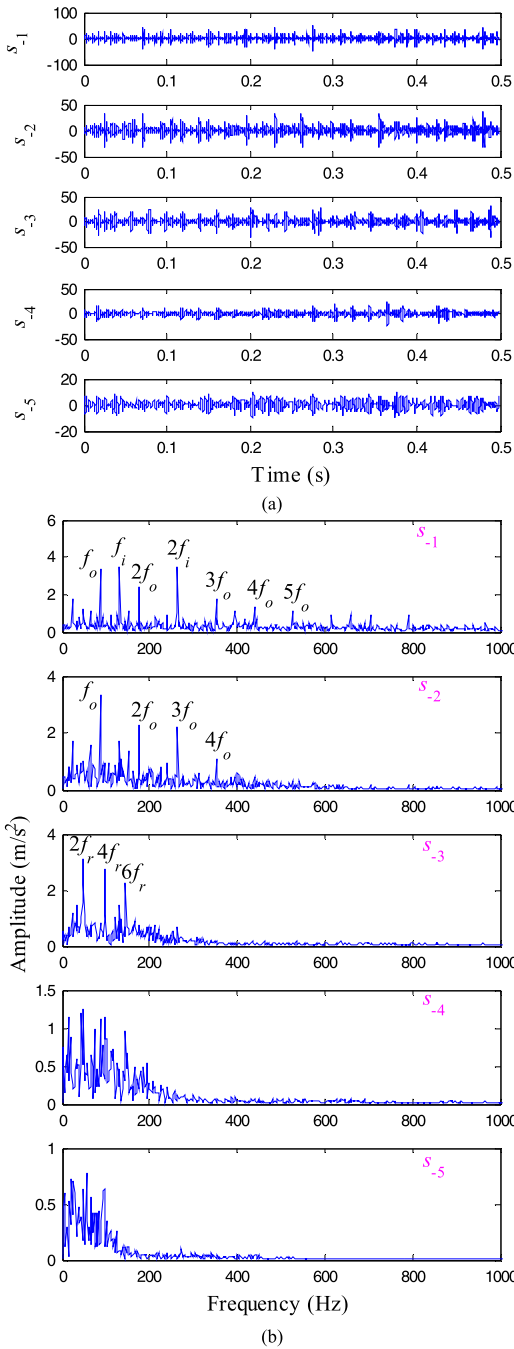 s-1
100
0
-100
0 0.1 0.2 0.3 0.4 0.5
s-2
50
0
-50
0 0.1 0.2 0.3 0.4 0.5
s-3
50
0
-50
0 0.1 0.2 0.3 0.4 0.5
s-4
50
0
-50
0 0.1 0.2 0.3 0.4 0.5
s-5
20
0
-20
0 0.1 0.2 0.3 0.4 0.5
Time (s)
(a)
6
4
2
0
s-1
fo fi 2fo 2fi 3fo 4fo 5fo
0 200 400 600 800 1000
4
2
0
s-2
fo 2fo 3fo 4fo
0 200 400 600 800 1000
Amplitude (m/s²)
4
2
0
s-3
2fr 4fr 6fr
0 200 400 600 800 1000
1.5
1
0.5
0
s-4
0 200 400 600 800 1000
1
0.5
0
s-5
0 200 400 600 800 1000
Frequency (Hz)
(b)